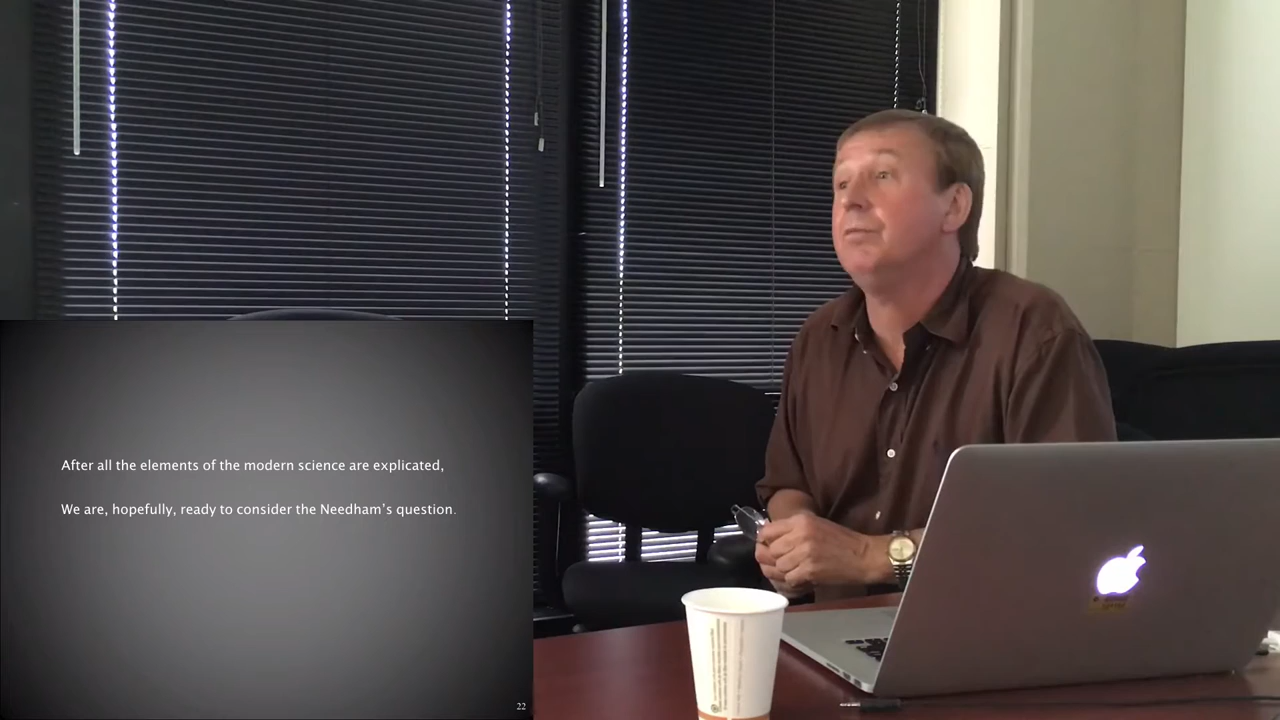 After all the elements of the modern science are explicated,
We are, hopefully, ready to consider the Needham's question.
22